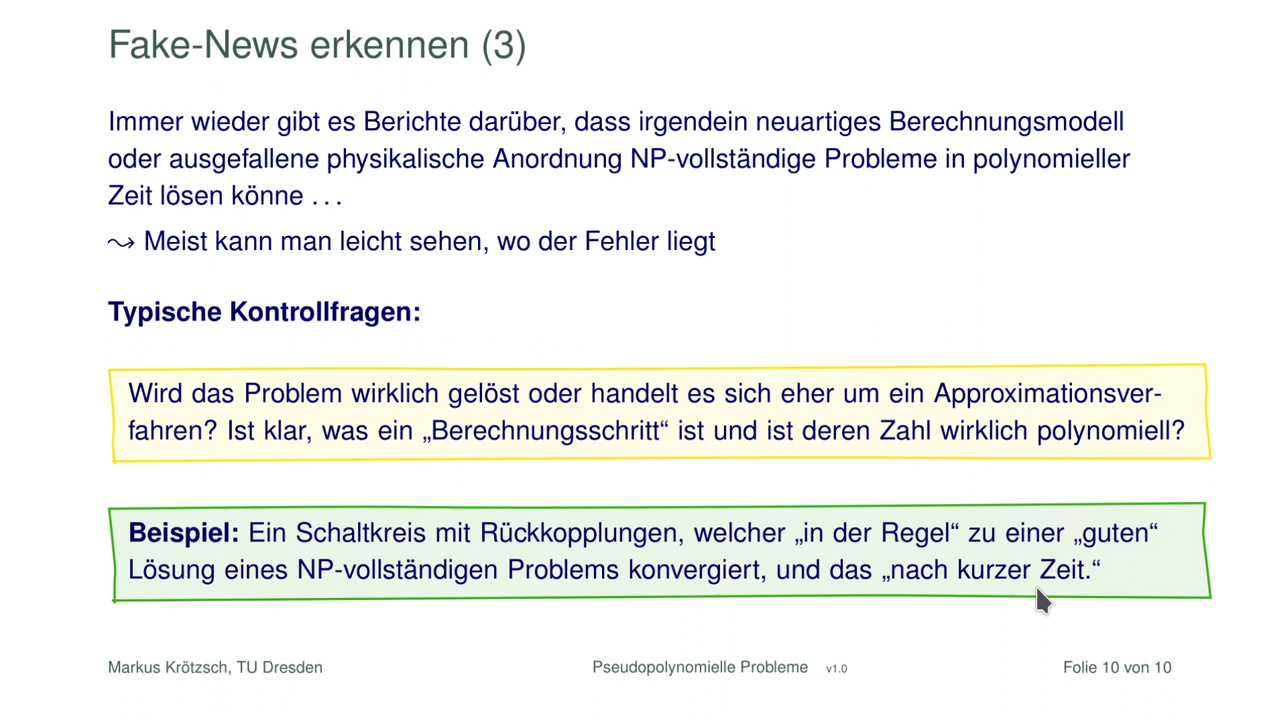 Fake-News erkennen (3)
Immer wieder gibt es Berichte darüber, dass irgendein neuartiges Berechnungsmodell
oder ausgefallene physikalische Anordnung NP-vollständige Probleme in polynomieller
Zeit lösen könne . . .
⤳ Meist kann man leicht sehen, wo der Fehler liegt
Typische Kontrollfragen:
Wird das Problem wirklich gelöst oder handelt es sich eher um ein Approximationsver-
fahren? Ist klar, was ein „Berechnungsschritt“ ist und ist deren Zahl wirklich polynomiell?
Beispiel: Ein Schaltkreis mit Rückkopplungen, welcher „in der Regel“ zu einer „guten“
Lösung eines NP-vollständigen Problems konvergiert, und das „nach kurzer Zeit.“
Markus Krötzsch, TU Dresden Pseudopolynomielle Probleme v1.0 Folie 10 von 10